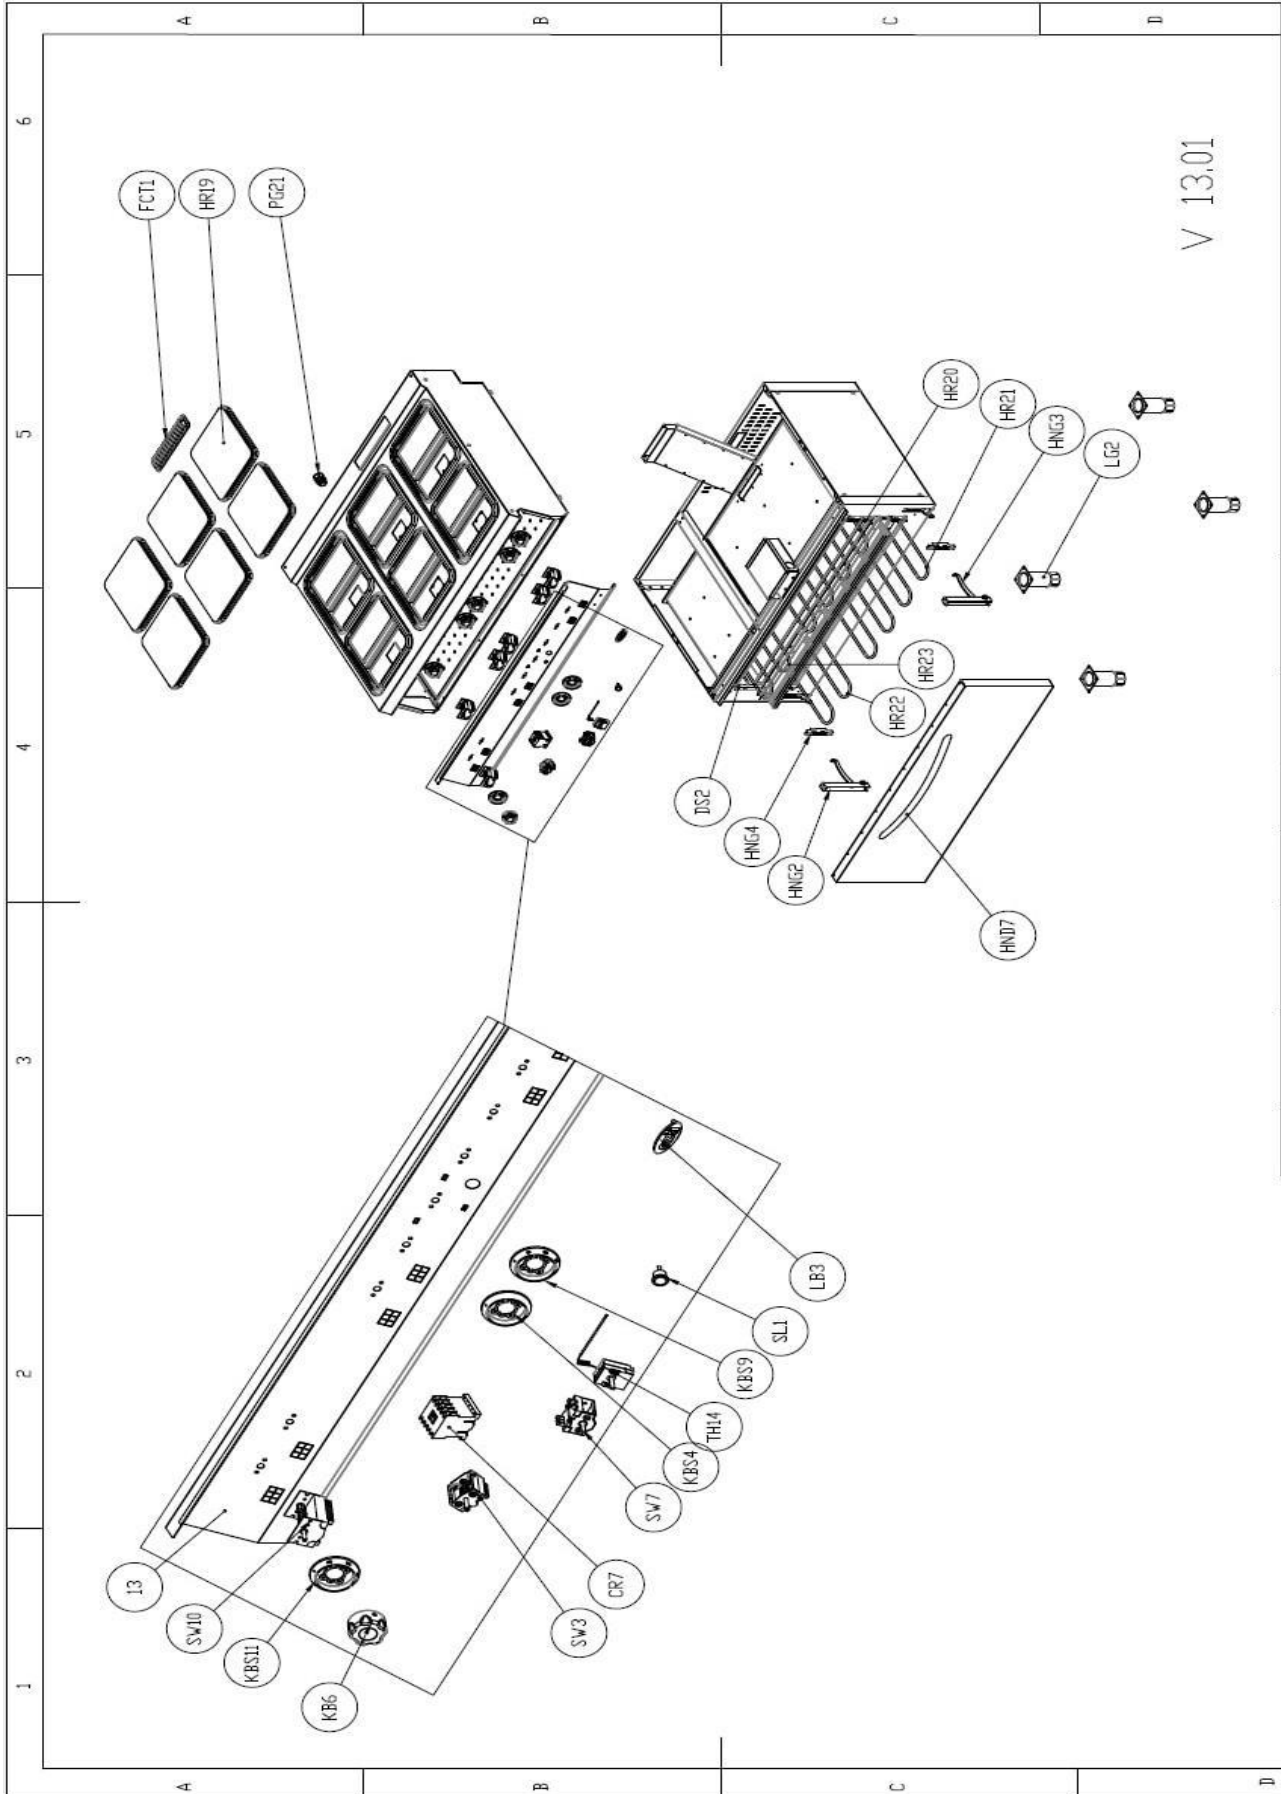 A
B
C
D
6
5
4
3
2
1
FCT1
HR19
PG21
V 13.01
HR20
HR21
HNG3
LG2
HR23
HR22
DS2
HNG4
HNG2
HND7
LB3
SL1
KBS9
TH14
KBS4
SW7
CR7
SW3
13
SW10
KBS11
KB6
A
B
C
D